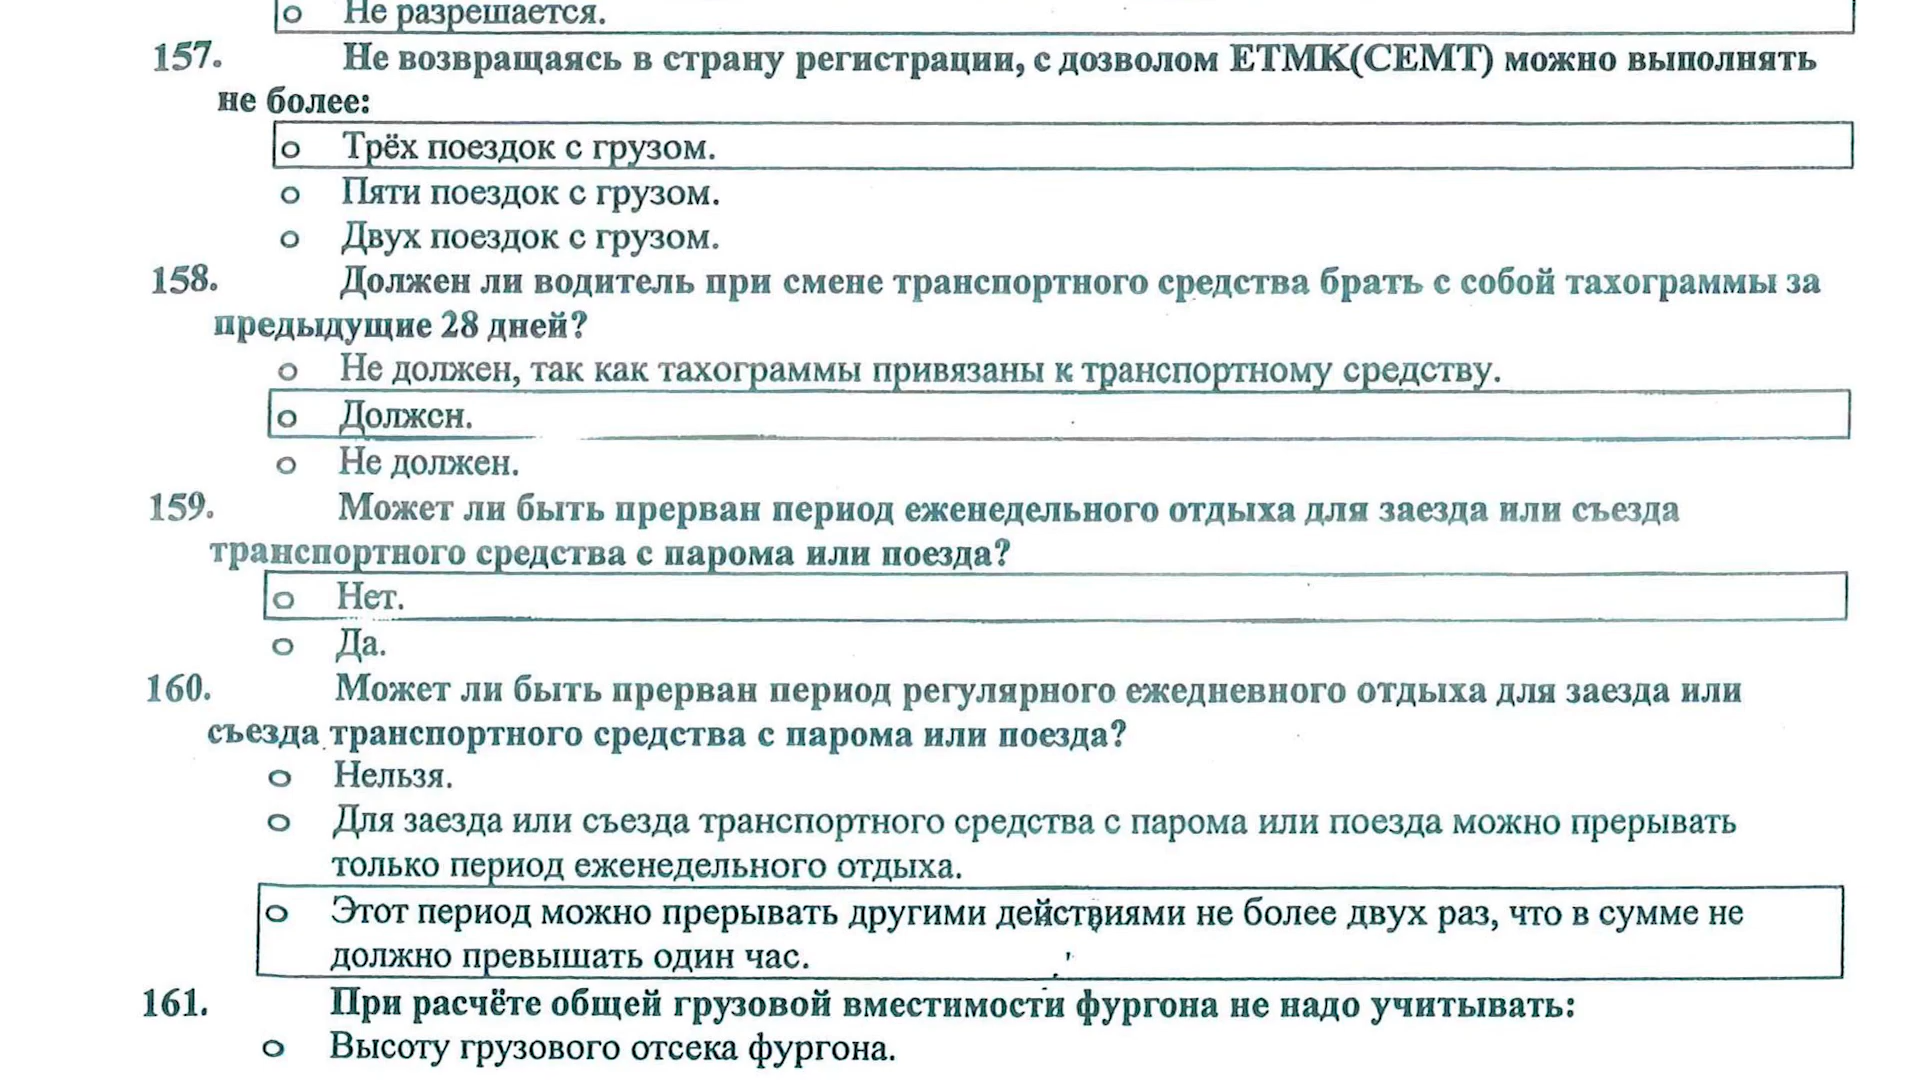 o Не разрешается.
157. Не возвращаясь в страну регистрации, с дозволом ЕТМК(CEMT) можно выполнять
не более:
o Трёх поездок с грузом.
o Пяти поездок с грузом.
o Двух поездок с грузом.
158. Должен ли водитель при смене транспортного средства брать с собой тахограммы за
предыдущие 28 дней?
o Не должен, так как тахограммы привязаны к транспортному средству.
o Должен.
o Не должен.
159. Может ли быть прерван период еженедельного отдыха для заезда или съезда
транспортного средства с парома или поезда?
o Нет.
o Да.
160. Может ли быть прерван период регулярного ежедневного отдыха для заезда или
съезда транспортного средства с парома или поезда?
o Нельзя.
o Для заезда или съезда транспортного средства с парома или поезда можно прерывать
только период еженедельного отдыха.
o Этот период можно прерывать другими действиями не более двух раз, что в сумме не
должно превышать один час.
161. При расчёте общей грузовой вместимости фургона не надо учитывать:
o Высоту грузового отсека фургона.